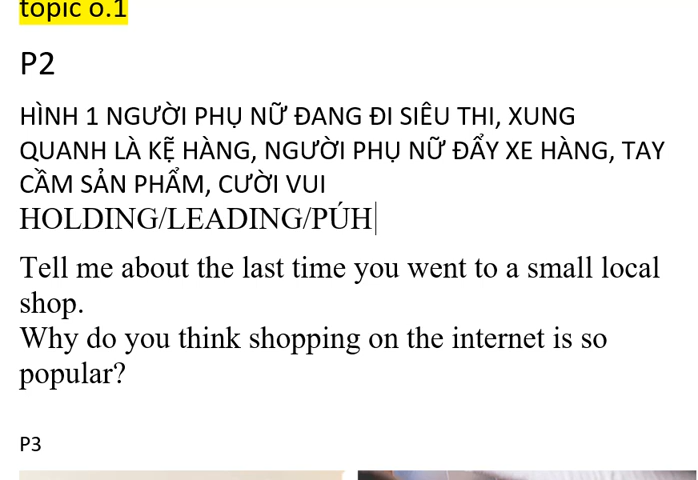 topic 6.1
P2
HÌNH 1 NGƯỜI PHỤ NỮ ĐANG ĐI SIÊU THI, XUNG
QUANH LÀ KỆ̃ HÀNG, NGƯỜI PHỤ NỮ ĐẨY XE HÀNG, TAY
CẦM SẢN PHẨM, CƯỜI VUI
HOLDING/LEADING/PÚH
Tell me about the last time you went to a small local
shop.
Why do you think shopping on the internet is so
popular?
P3